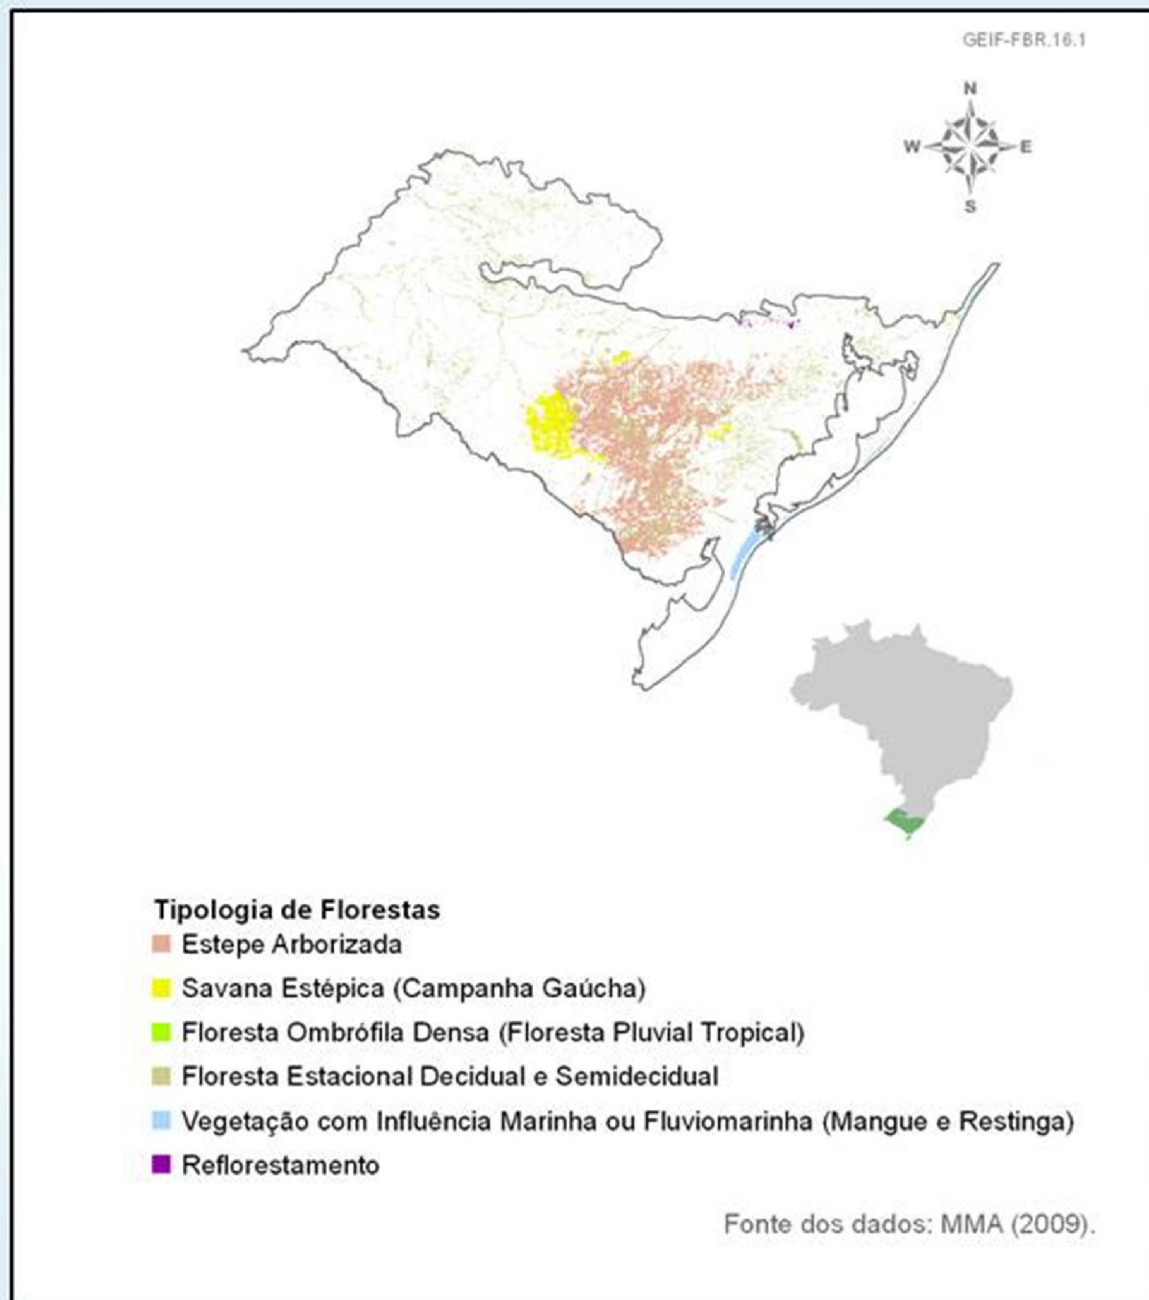 GEIF-FBR.16.1
N
W
E
S
Tipologia de Florestas
Estepe Arborizada
Savana Estépica (Campanha Gaúcha)
Floresta Ombrófila Densa (Floresta Pluvial Tropical)
Floresta Estacional Decidual e Semidecidual
Vegetação com Influência Marinha ou Fluviomarinha (Mangue e Restinga)
Reflorestamento
Fonte dos dados: MMA (2009).